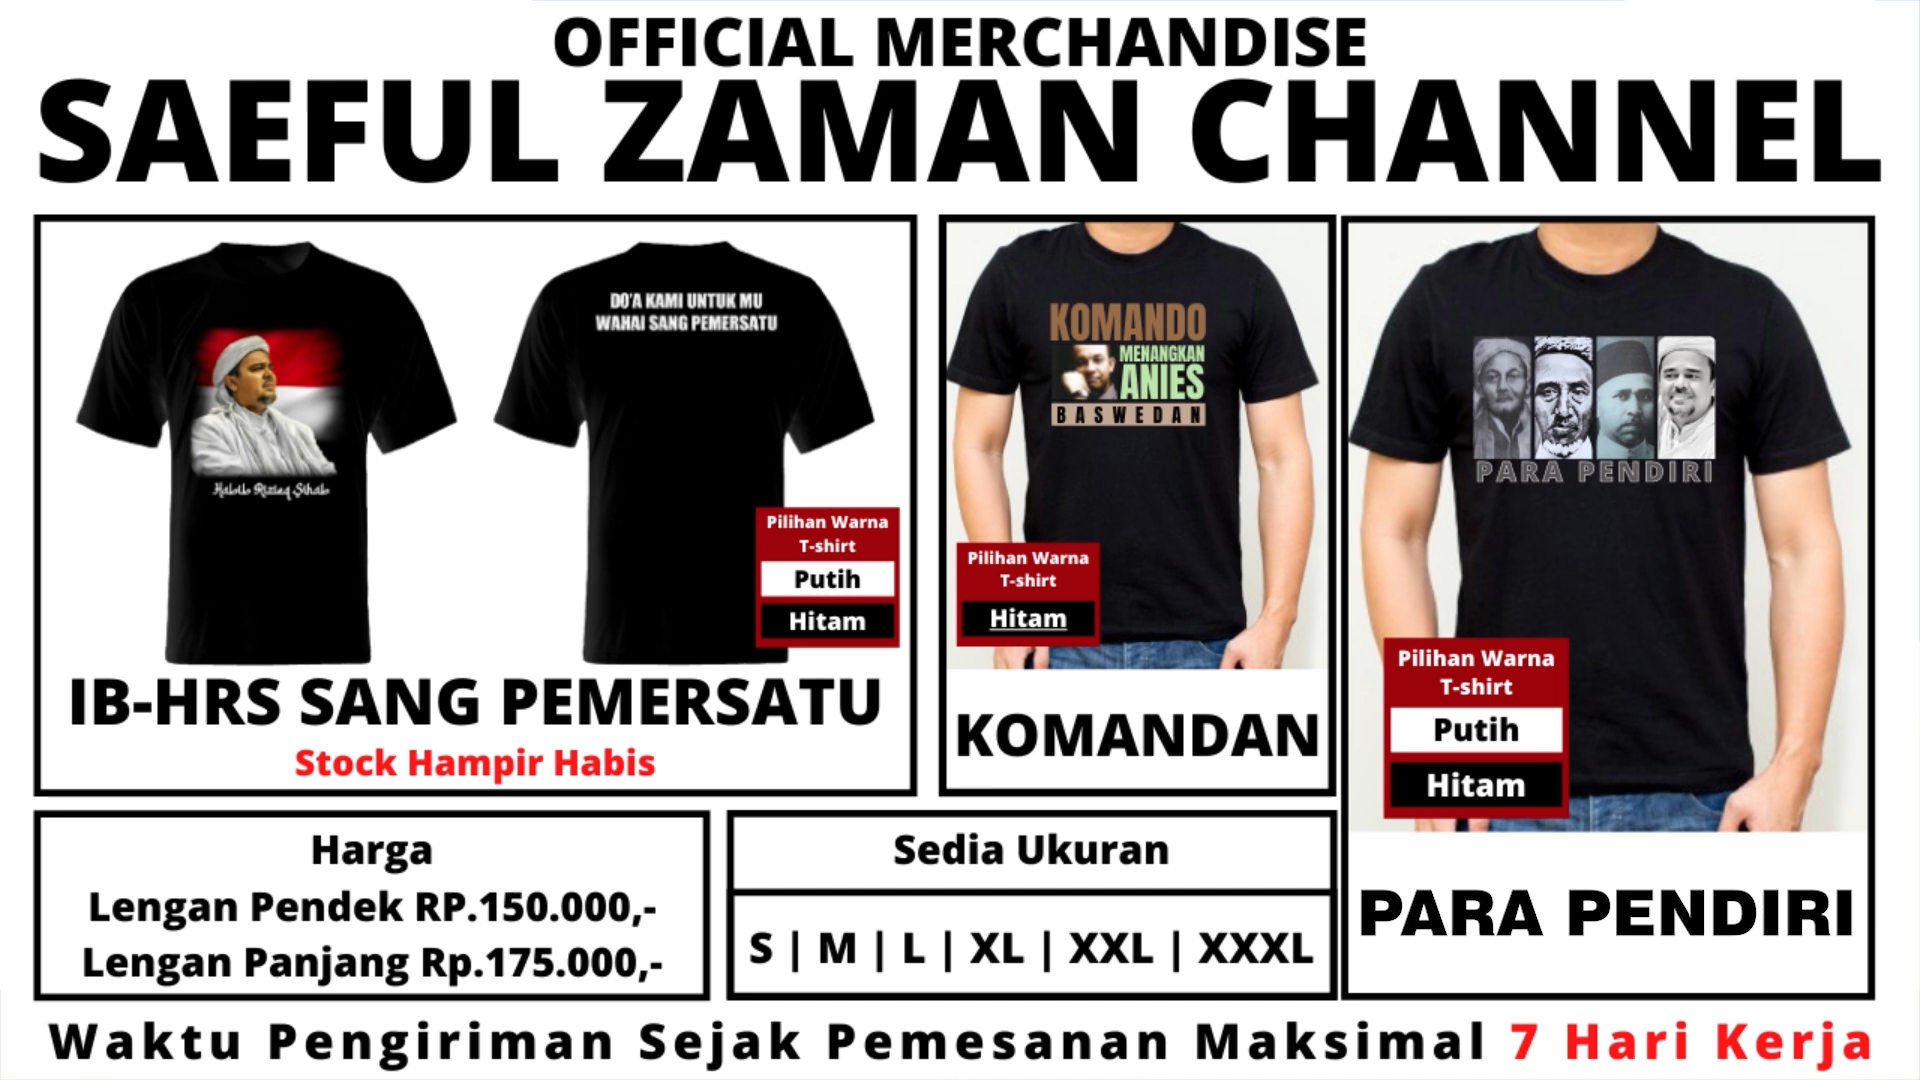 OFFICIAL MERCHANDISE
SAEFUL ZAMAN CHANNEL
Habib Rizieq Sihab
DO'A KAMI UNTUK MU
WAHAI SANG PEMERSATU
Pilihan Warna
T-shirt
Putih
Hitam
IB-HRS SANG PEMERSATU
Stock Hampir Habis
KOMANDO
MENANGKAN
ANIES
BASWEDAN
Pilihan Warna
T-shirt
Hitam
KOMANDAN
PARA PENDIRI
Pilihan Warna
T-shirt
Putih
Hitam
PARA PENDIRI
Harga
Lengan Pendek RP.150.000,-
Lengan Panjang Rp.175.000,-
Sedia Ukuran
S | M | L | XL | XXL | XXXL
Waktu Pengiriman Sejak Pemesanan Maksimal 7 Hari Kerja